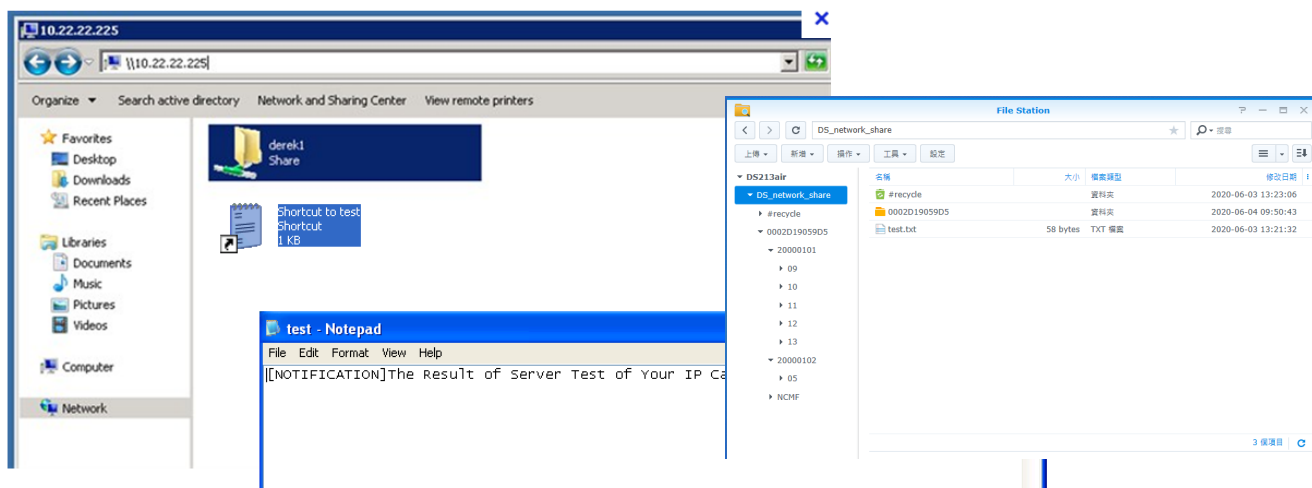 10.22.22.225
\\10.22.22.225
Organize Search active directory Network and Sharing Center View remote printers
Favorites
Desktop
Downloads
Recent Places
Libraries
Documents
Music
Pictures
Videos
Computer
Network
derek1
Share
Shortcut to test
Shortcut
1 KB
test - Notepad
File Edit Format View Help
[NOTIFICATION]The Result of Server Test of Your IP Ca
File Station
DS_network_share
搜尋
上傳 新增 操作 工具 設定
DS213air
DS_network_share
#recycle
0002D19059D5
20000101
09
10
11
12
13
20000102
05
NCMF
名稱 大小 檔案類型 修改日期
#recycle 資料夾 2020-06-03 13:23:06
0002D19059D5 資料夾 2020-06-04 09:50:43
test.txt 58 bytes TXT 檔案 2020-06-03 13:21:32
3 個項目